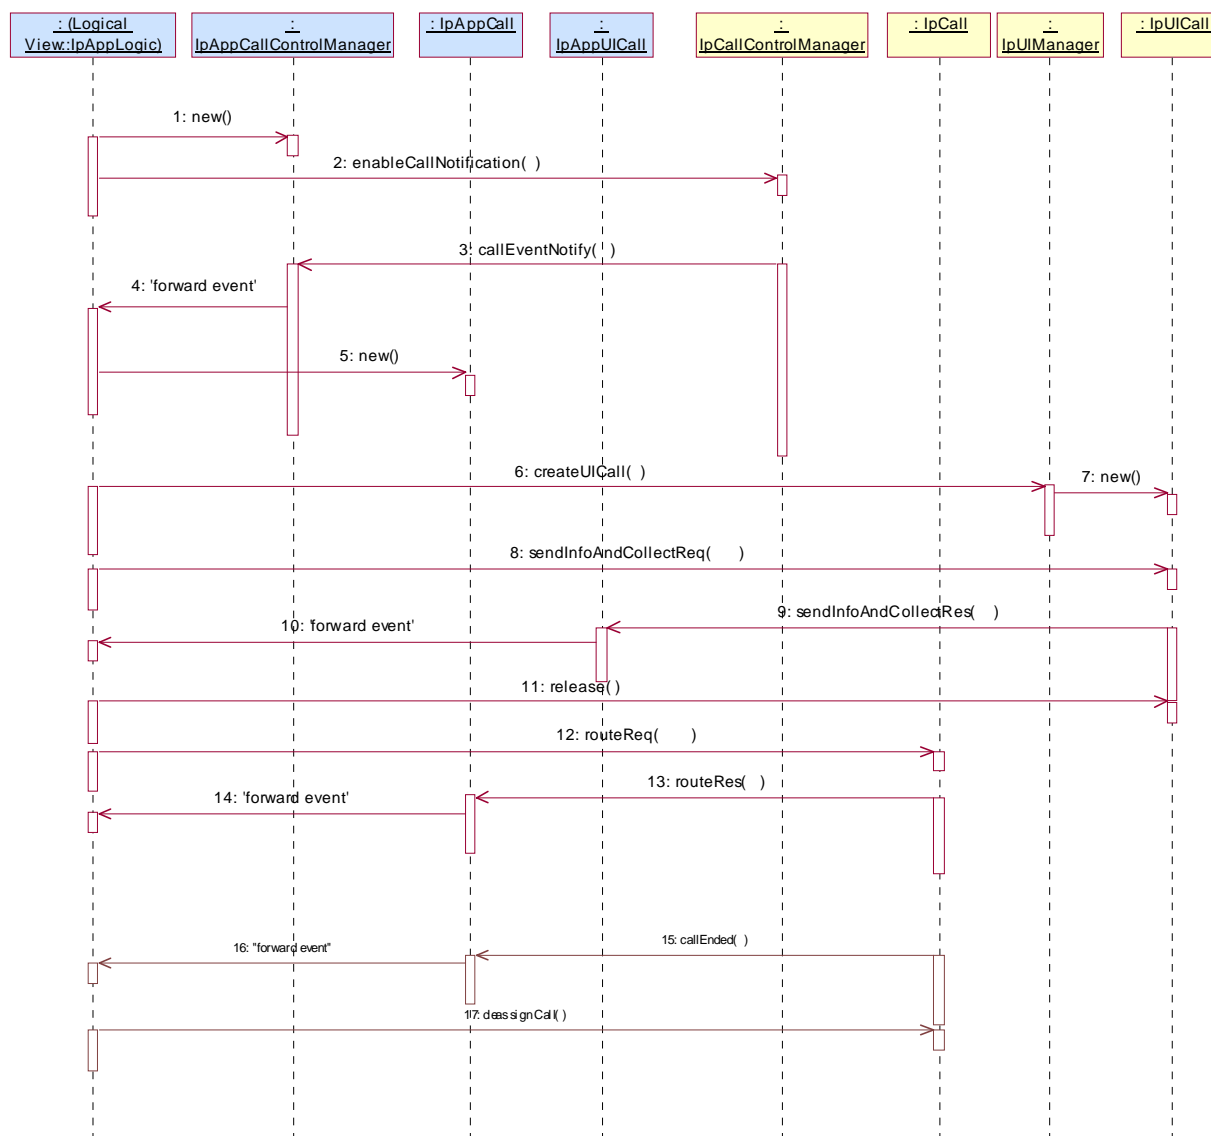 : (Logical
View::IpAppLogic)
:
IpAppCallControlManager
: IpAppCall
:
IpAppUICall
:
IpCallControlManager
: IpCall
:
IpUIManager
: IpUICall
1: new()
2: enableCallNotification( )
3: callEventNotify( )
4: 'forward event'
5: new()
6: createUICall( )
7: new()
8: sendInfoAndCollectReq( )
9: sendInfoAndCollectRes( )
10: 'forward event'
11: release( )
12: routeReq( )
13: routeRes( )
14: 'forward event'
15: callEnded( )
16: "forward event"
17: deassignCall( )